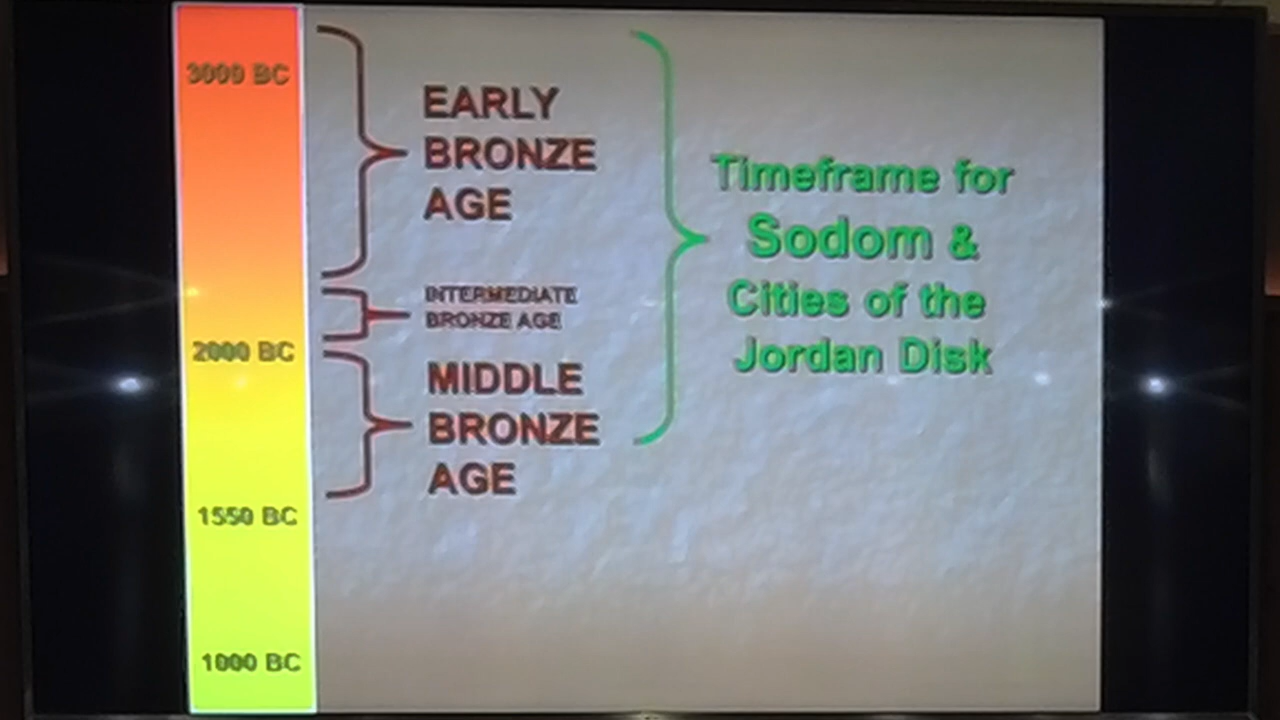 3000 BC
EARLY
BRONZE
AGE
INTERMEDIATE
BRONZE AGE
2000 BC
MIDDLE
BRONZE
AGE
1550 BC
1000 BC
Timeframe for
Sodom &
Cities of the
Jordan Disk